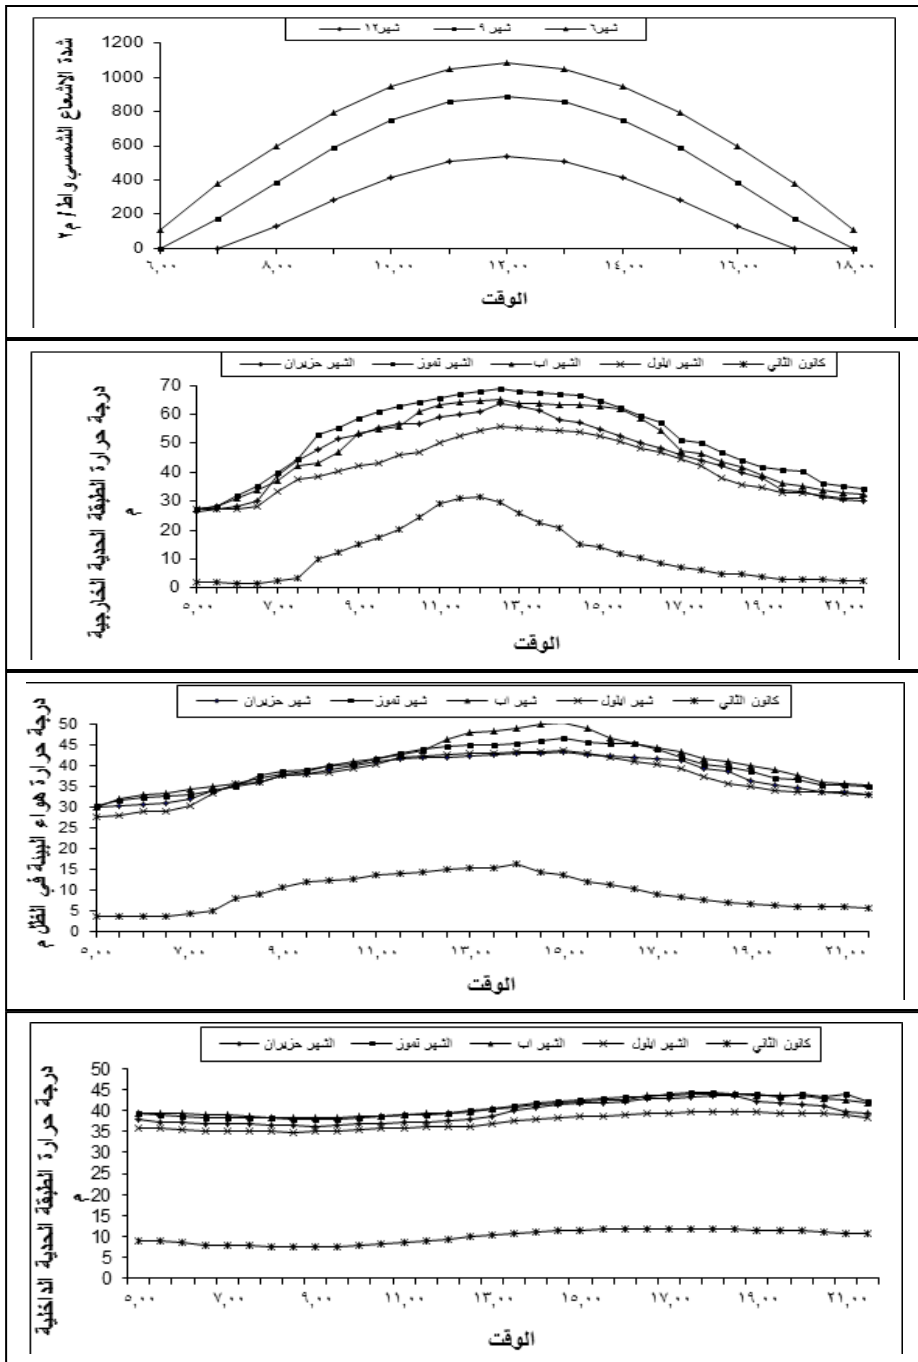 شهر١٢ شهر ٩ شهر٦
شدة الاشعاع الشمسي واط/ م٢
1200
1000
800
600
400
200
0
٦,٠٠ ٨,٠٠ ١٠,٠٠ ١٢,٠٠ ١٤,٠٠ ١٦,٠٠ ١٨,٠٠
الوقت
الشهر حزيران الشهر تموز الشهر اب الشهر ايلول كانون الثاني
درجة حرارة الطبقة الحدية الخارجية
م
70
60
50
40
30
20
10
0
٥,٠٠ ٧,٠٠ ٩,٠٠ ١١,٠٠ ١٣,٠٠ ١٥,٠٠ ١٧,٠٠ ١٩,٠٠ ٢١,٠٠
الوقت
شهر حزيران شهر تموز شهر اب شهر ايلول كانون الثاني
درجة حرارة هواء البيئة في الظل م
50
45
40
35
30
25
20
15
10
5
0
٥,٠٠ ٧,٠٠ ٩,٠٠ ١١,٠٠ ١٣,٠٠ ١٥,٠٠ ١٧,٠٠ ١٩,٠٠ ٢١,٠٠
الوقت
الشهر حزيران الشهر تموز الشهر اب الشهر ايلول كانون الثاني
درجة حرارة الطبقة الحدية الداخلية
م
50
45
40
35
30
25
20
15
10
5
0
٥,٠٠ ٧,٠٠ ٩,٠٠ ١١,٠٠ ١٣,٠٠ ١٥,٠٠ ١٧,٠٠ ١٩,٠٠ ٢١,٠٠
الوقت